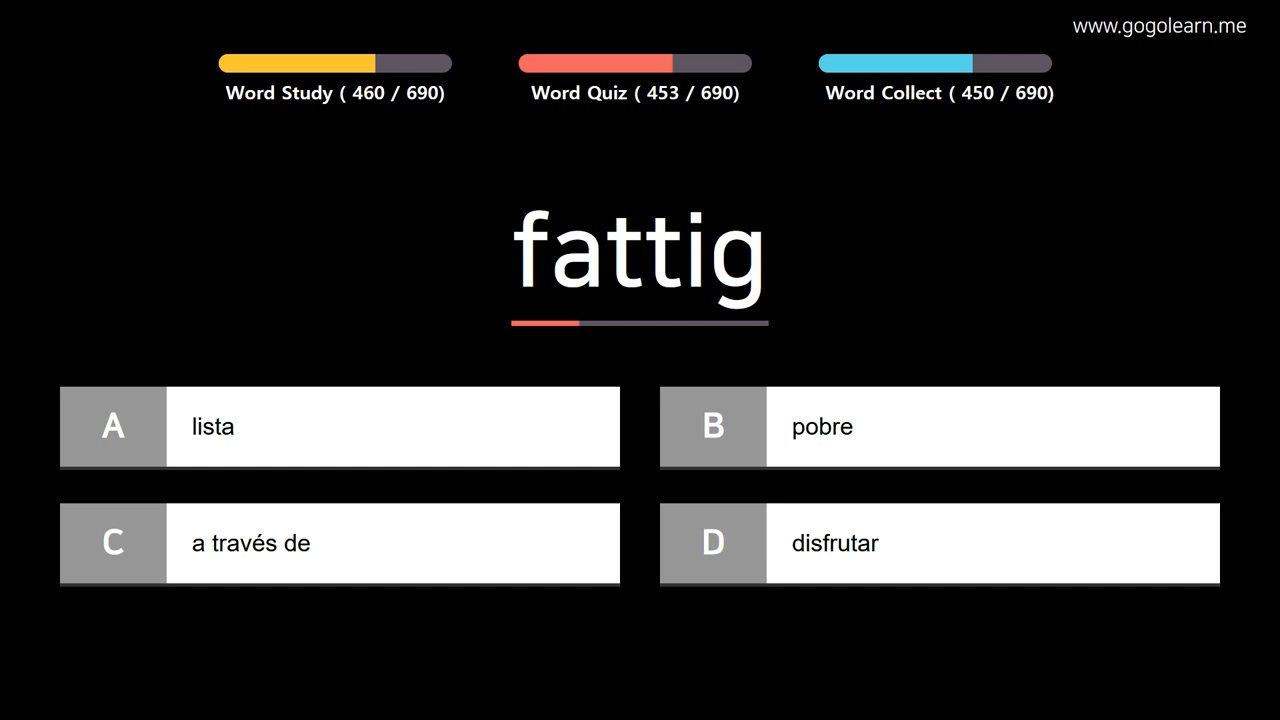 www.gogolearn.me
Word Study ( 460 / 690)
Word Quiz ( 453 / 690)
Word Collect ( 450 / 690)
fattig
A
lista
B
pobre
C
a través de
D
disfrutar